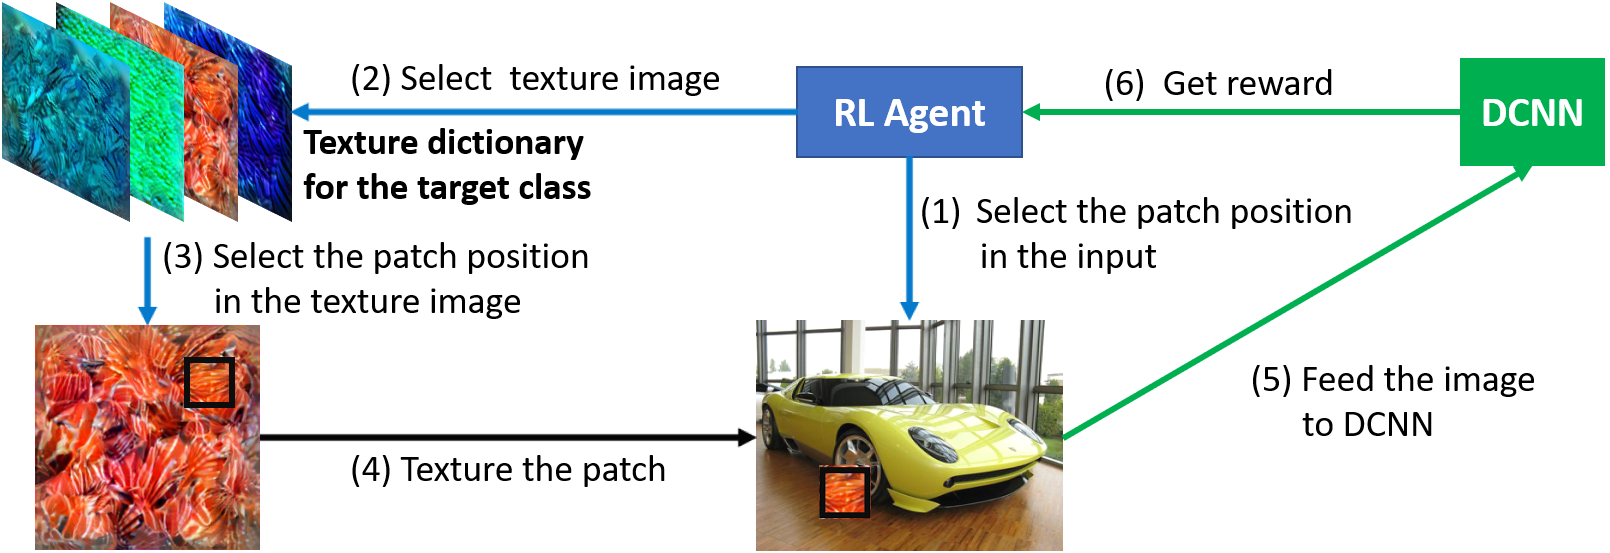 (2) Select texture image
RL Agent
(6) Get reward
DCNN
Texture dictionary
for the target class
(1) Select the patch position
in the input
(3) Select the patch position
in the texture image
(5) Feed the image
to DCNN
(4) Texture the patch